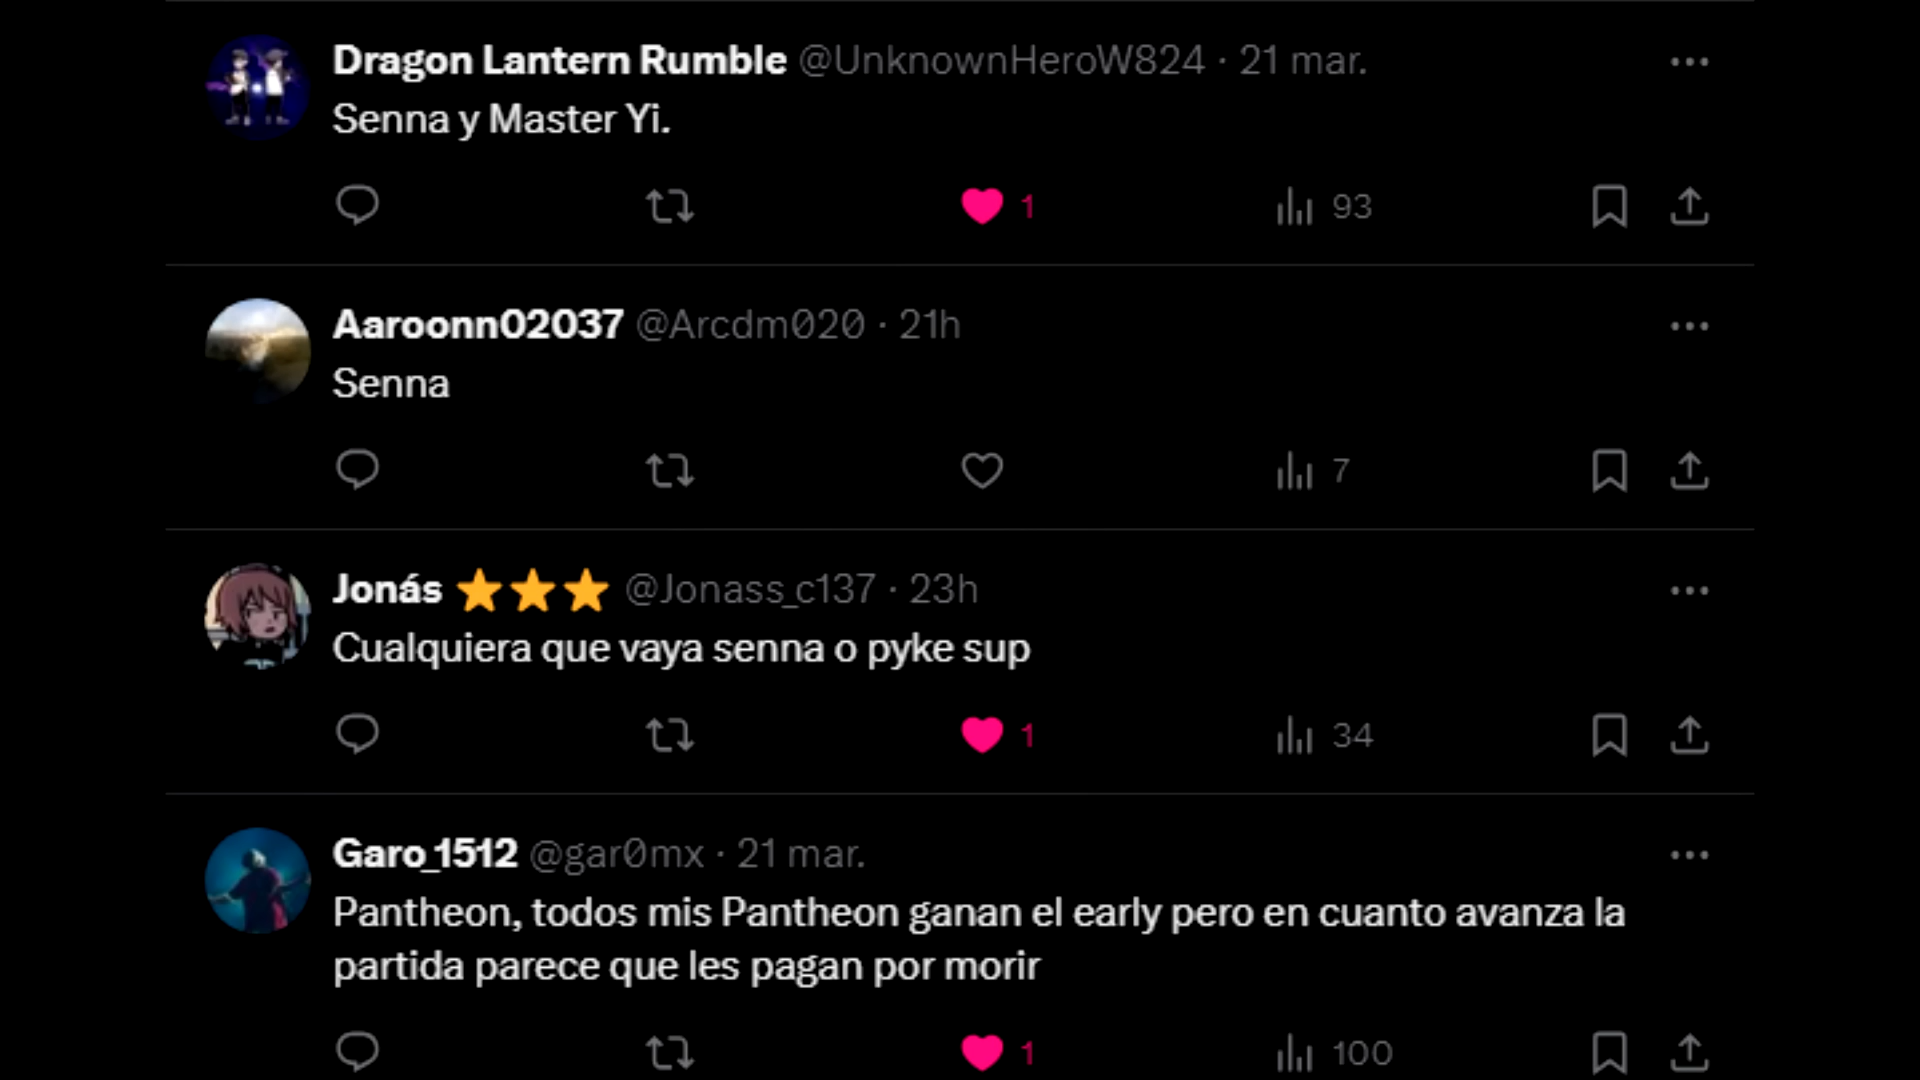 Dragon Lantern Rumble @UnknownHeroW824 · 21 mar.
Senna y Master Yi.
1 93
Aaroonn02037 @Arcdm020 · 21h
Senna
7
Jonás ⭐⭐⭐ @Jonass_c137 · 23h
Cualquiera que vaya senna o pyke sup
1 34
Garo_1512 @gar0mx · 21 mar.
Pantheon, todos mis Pantheon ganan el early pero en cuanto avanza la
partida parece que les pagan por morir
1 100